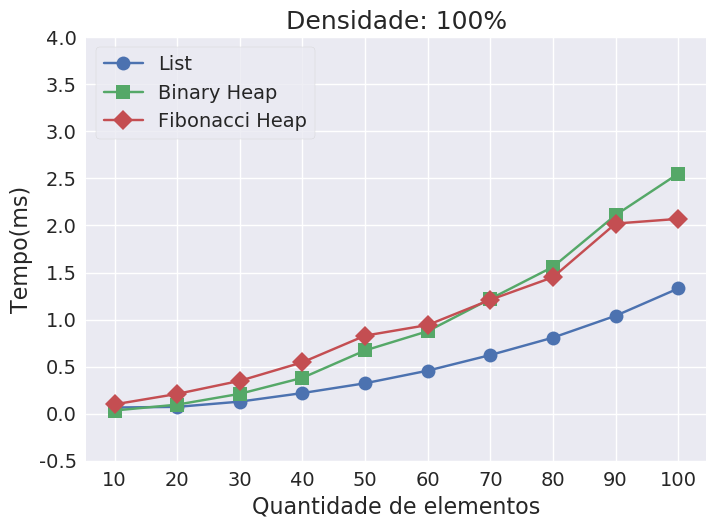 Densidade: 100%
List
Binary Heap
Fibonacci Heap
Tempo(ms)
4.0
3.5
3.0
2.5
2.0
1.5
1.0
0.5
0.0
-0.5
10 20 30 40 50 60 70 80 90 100
Quantidade de elementos